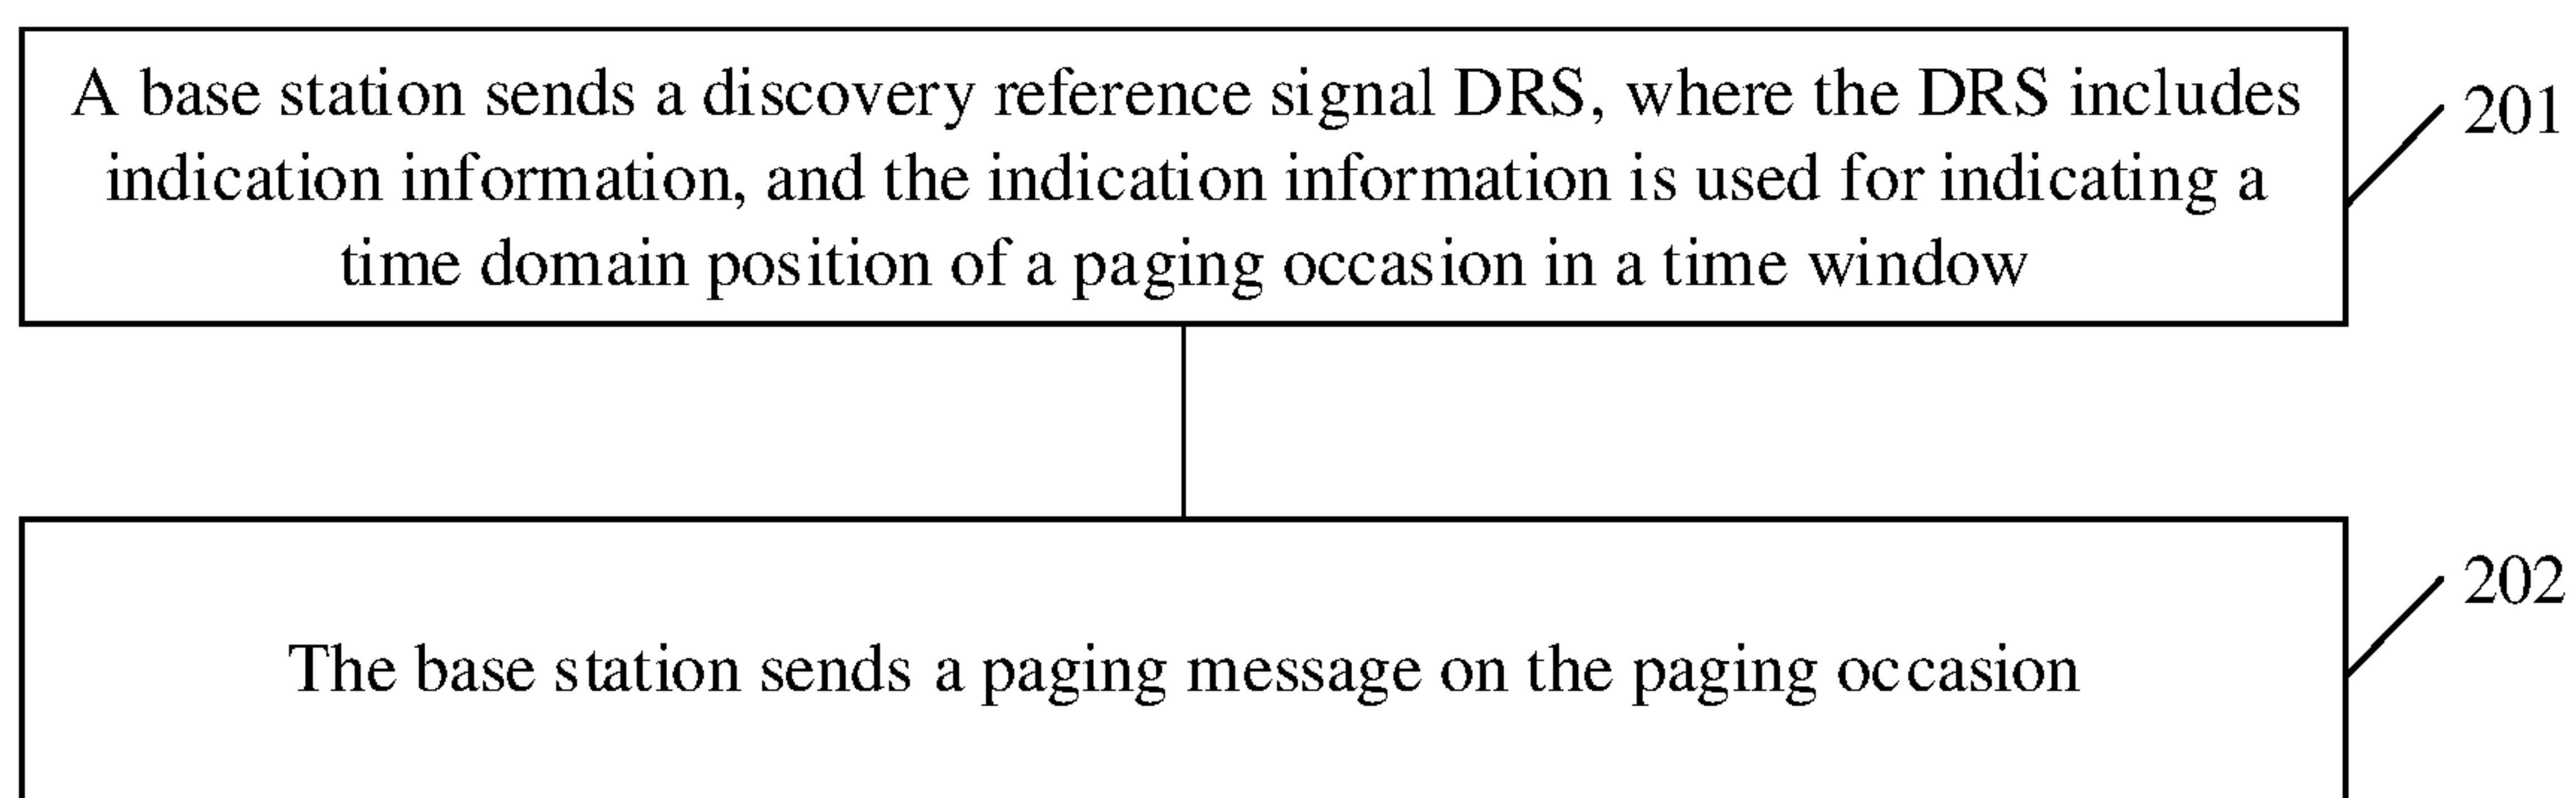 A base station sends a discovery reference signal DRS, where the DRS includes
indication information, and the indication information is used for indicating a
time domain position of a paging occasion in a time window
201
The base station sends a paging message on the paging occasion
202